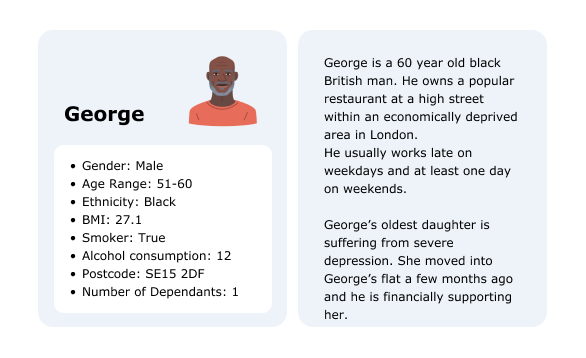 George
• Gender: Male
• Age Range: 51-60
• Ethnicity: Black
• BMI: 27.1
• Smoker: True
• Alcohol consumption: 12
• Postcode: SE15 2DF
• Number of Dependants: 1
George is a 60 year old black
British man. He owns a popular
restaurant at a high street
within an economically deprived
area in London.
He usually works late on
weekdays and at least one day
on weekends.
George’s oldest daughter is
suffering from severe
depression. She moved into
George’s flat a few months ago
and he is financially supporting
her.